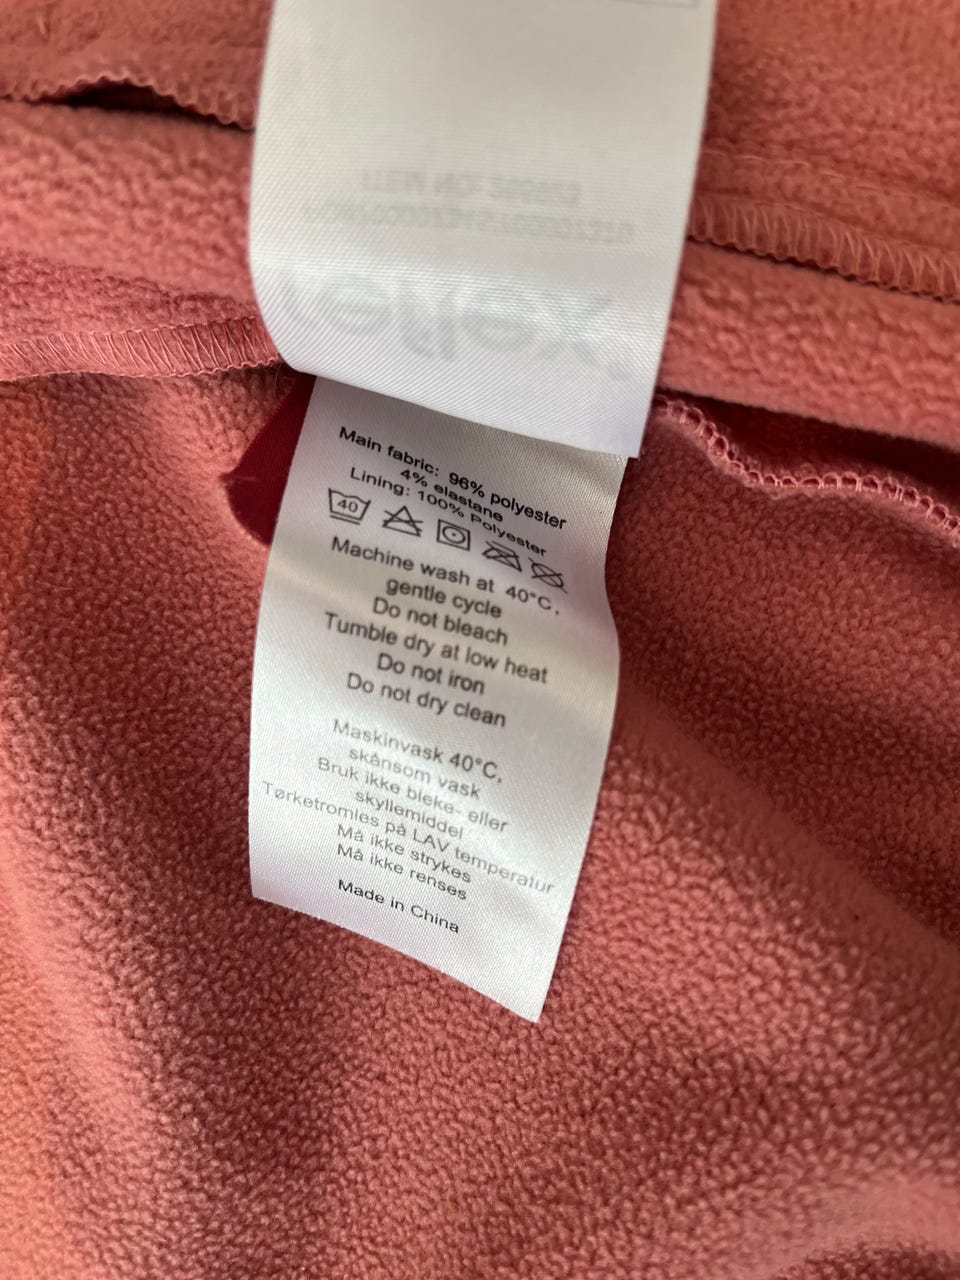 reflex
Main fabric: 96% polyester
4% elastane
Lining: 100% Polyester
40
Machine wash at 40°C,
gentle cycle
Do not bleach
Tumble dry at low heat
Do not iron
Do not dry clean
Maskinvask 40°C,
skånsom vask
Bruk ikke bleke- eller
skyllemiddel
Tørketromles på LAV temperatur
Må ikke strykes
Må ikke renses
Made in China